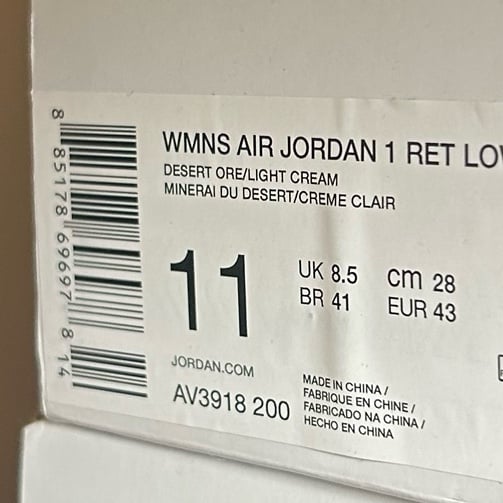 WMNS AIR JORDAN 1 RET LO
DESERT ORE/LIGHT CREAM
MINERAI DU DESERT/CREME CLAIR
11
UK 8.5 cm 28
BR 41 EUR 43
JORDAN.COM
AV3918 200
MADE IN CHINA /
FABRIQUE EN CHINE /
FABRICADO NA CHINA /
HECHO EN CHINA
8 85178 69697 8 14